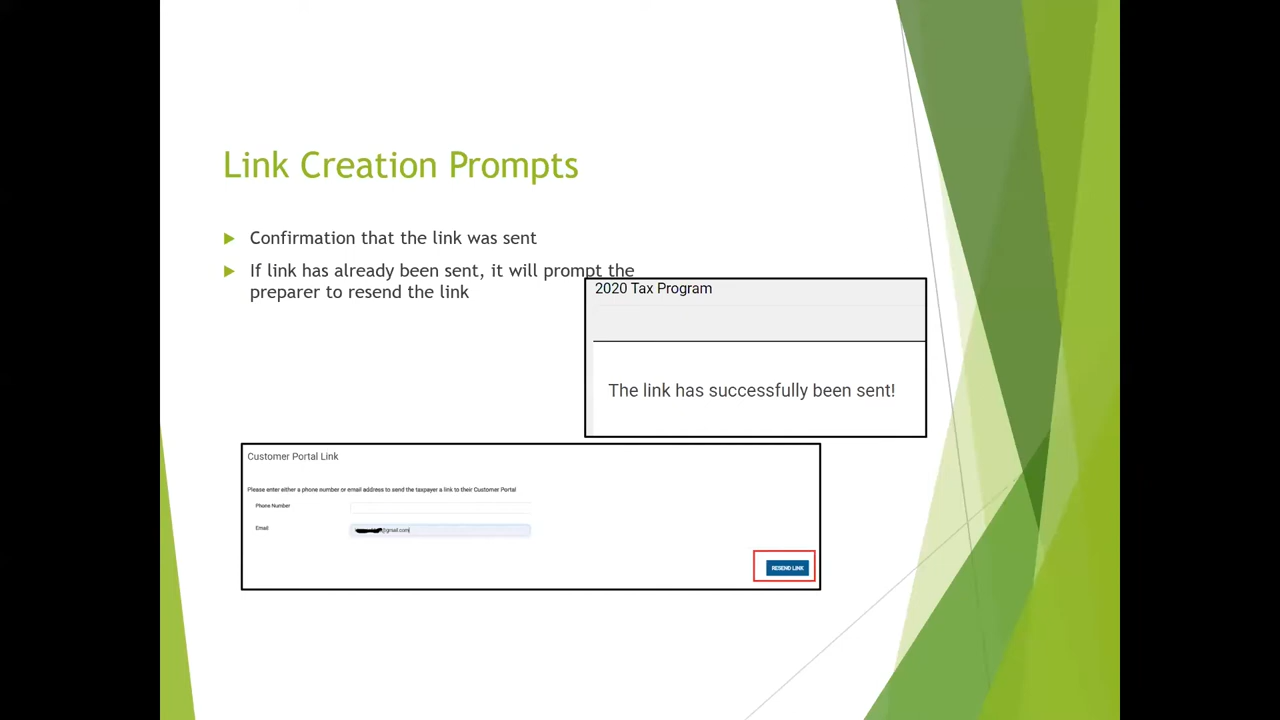 Link Creation Prompts
Confirmation that the link was sent
If link has already been sent, it will prompt the
preparer to resend the link
2020 Tax Program
The link has successfully been sent!
Customer Portal Link
Please enter either a phone number or email address to send the taxpayer a link to their Customer Portal
Phone Number
Email
@gmail.com
RESEND LINK